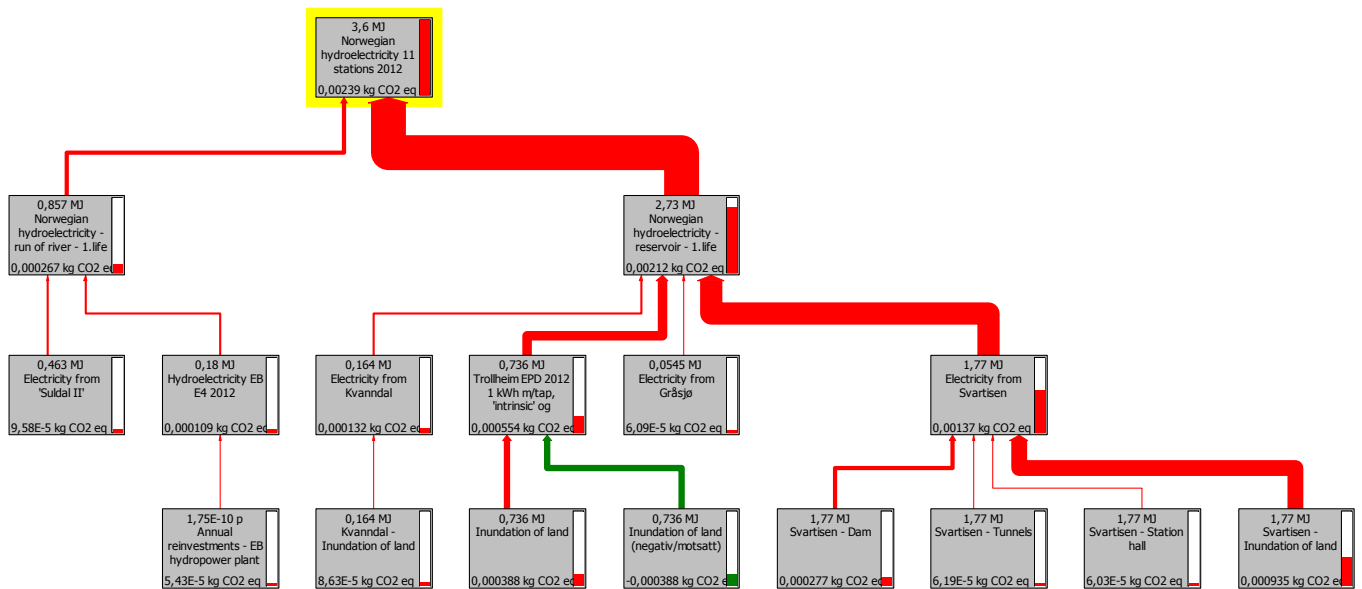 3,6 MJ
Norwegian
hydroelectricity 11
stations 2012
0,00239 kg CO2 eq
0,857 MJ
Norwegian
hydroelectricity -
run of river - 1.life
0,000267 kg CO2 eq
2,73 MJ
Norwegian
hydroelectricity -
reservoir - 1.life
0,00212 kg CO2 eq
0,463 MJ
Electricity from
'Suldal II'
9,58E-5 kg CO2 eq
0,18 MJ
Hydroelectricity EB
E4 2012
0,000109 kg CO2 eq
0,164 MJ
Electricity from
Kvanndal
0,000132 kg CO2 eq
0,736 MJ
Trollheim EPD 2012
1 kWh m/tap,
'intrinsic' og
0,000554 kg CO2 eq
0,0545 MJ
Electricity from
Gråsjø
6,09E-5 kg CO2 eq
1,77 MJ
Electricity from
Svartisen
0,00137 kg CO2 eq
1,75E-10 p
Annual
reinvestments - EB
hydropower plant
5,43E-5 kg CO2 eq
0,164 MJ
Kvanndal -
Inundation of land
8,63E-5 kg CO2 eq
0,736 MJ
Inundation of land
0,000388 kg CO2 eq
0,736 MJ
Inundation of land
(negativ/motsatt)
-0,000388 kg CO2 eq
1,77 MJ
Svartisen - Dam
0,000277 kg CO2 eq
1,77 MJ
Svartisen - Tunnels
6,19E-5 kg CO2 eq
1,77 MJ
Svartisen - Station
hall
6,03E-5 kg CO2 eq
1,77 MJ
Svartisen -
Inundation of land
0,000935 kg CO2 eq